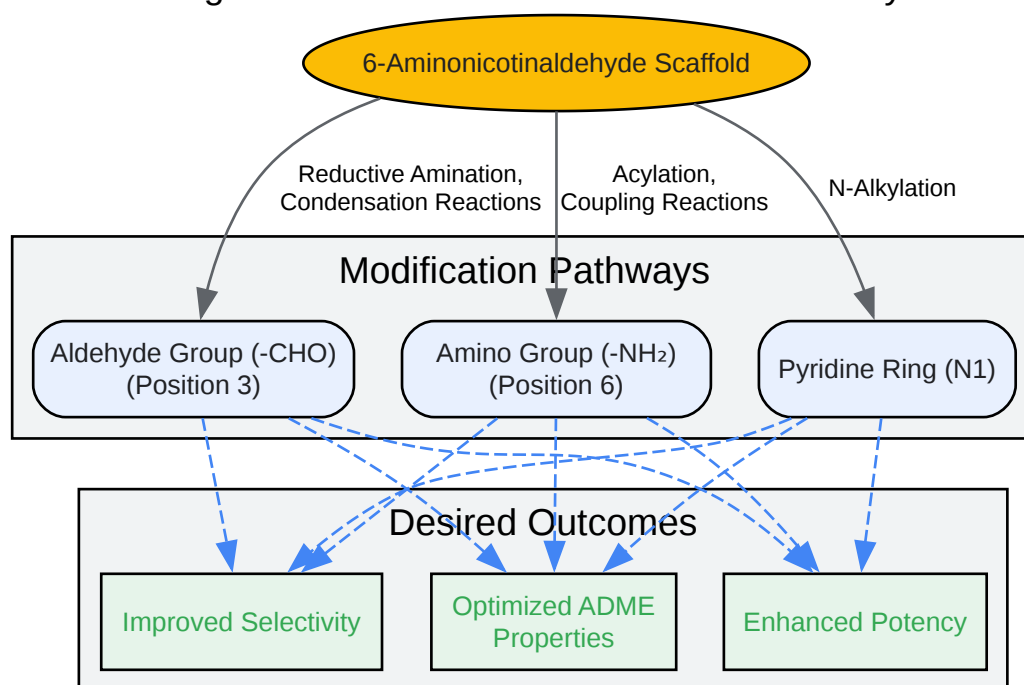 6-Aminonicotinaldehyde Scaffold
Reductive Amination,
Condensation Reactions
Acylation,
Coupling Reactions
N-Alkylation
Modification Pathways
Aldehyde Group (-CHO)
(Position 3)
Amino Group (-NH₂)
(Position 6)
Pyridine Ring (N1)
Desired Outcomes
Improved Selectivity
Optimized ADME
Properties
Enhanced Potency